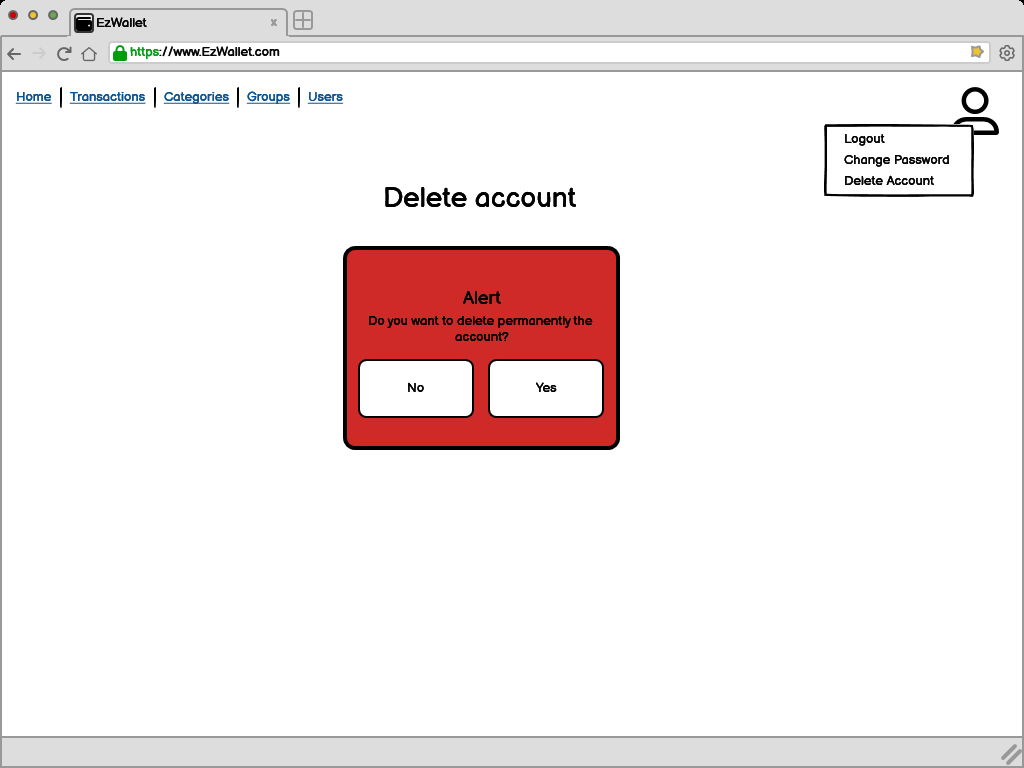 EzWallet
https://www.EzWallet.com
Home Transactions Categories Groups Users
Logout
Change Password
Delete Account
Delete account
Alert
Do you want to delete permanently the
account?
No Yes